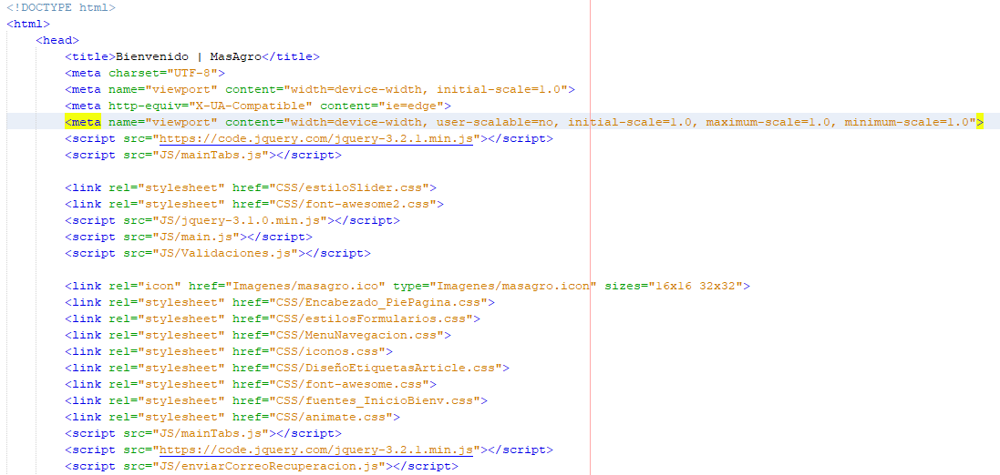 <!DOCTYPE html>
<html>
<head>
<title>Bienvenido | MasAgro</title>
<meta charset="UTF-8">
<meta name="viewport" content="width=device-width, initial-scale=1.0">
<meta http-equiv="X-UA-Compatible" content="ie=edge">
<meta name="viewport" content="width=device-width, user-scalable=no, initial-scale=1.0, maximum-scale=1.0, minimum-scale=1.0">
<script src="https://code.jquery.com/jquery-3.2.1.min.js"></script>
<script src="JS/mainTabs.js"></script>
<link rel="stylesheet" href="CSS/estiloSlider.css">
<link rel="stylesheet" href="CSS/font-awesome2.css">
<script src="JS/jquery-3.1.0.min.js"></script>
<script src="JS/main.js"></script>
<script src="JS/Validaciones.js"></script>
<link rel="icon" href="Imagenes/masagro.ico" type="Imagenes/masagro.icon" sizes="16x16 32x32">
<link rel="stylesheet" href="CSS/Encabezado_PiePagina.css">
<link rel="stylesheet" href="CSS/estilosFormularios.css">
<link rel="stylesheet" href="CSS/MenuNavegacion.css">
<link rel="stylesheet" href="CSS/iconos.css">
<link rel="stylesheet" href="CSS/DiseñoEtiquetasArticle.css">
<link rel="stylesheet" href="CSS/font-awesome.css">
<link rel="stylesheet" href="CSS/fuentes_InicioBienv.css">
<link rel="stylesheet" href="CSS/animate.css">
<script src="JS/mainTabs.js"></script>
<script src="https://code.jquery.com/jquery-3.2.1.min.js"></script>
<script src="JS/enviarCorreoRecuperacion.js"></script>